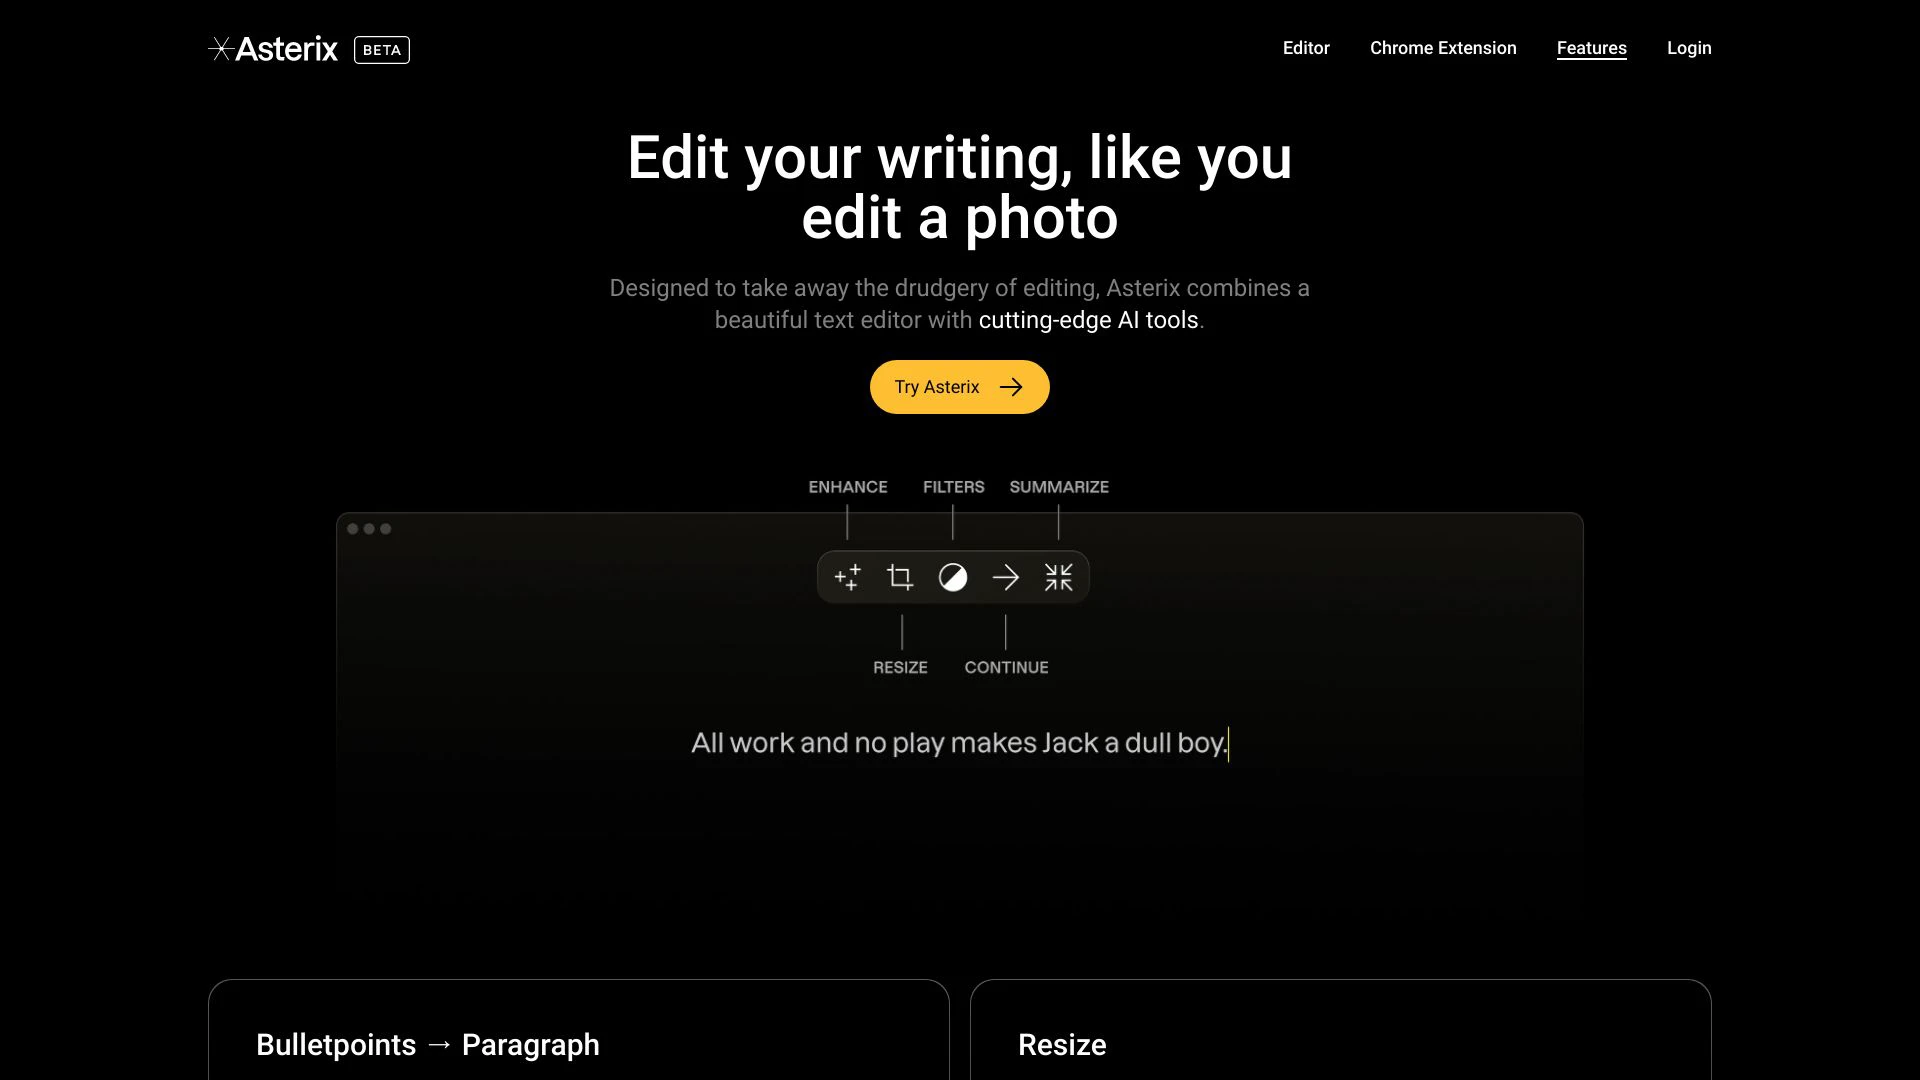 Asterix BETA
Editor Chrome Extension Features Login
Edit your writing, like you
edit a photo
Designed to take away the drudgery of editing, Asterix combines a
beautiful text editor with cutting-edge AI tools.
Try Asterix →
ENHANCE FILTERS SUMMARIZE
RESIZE CONTINUE
All work and no play makes Jack a dull boy.
Bulletpoints → Paragraph
Resize